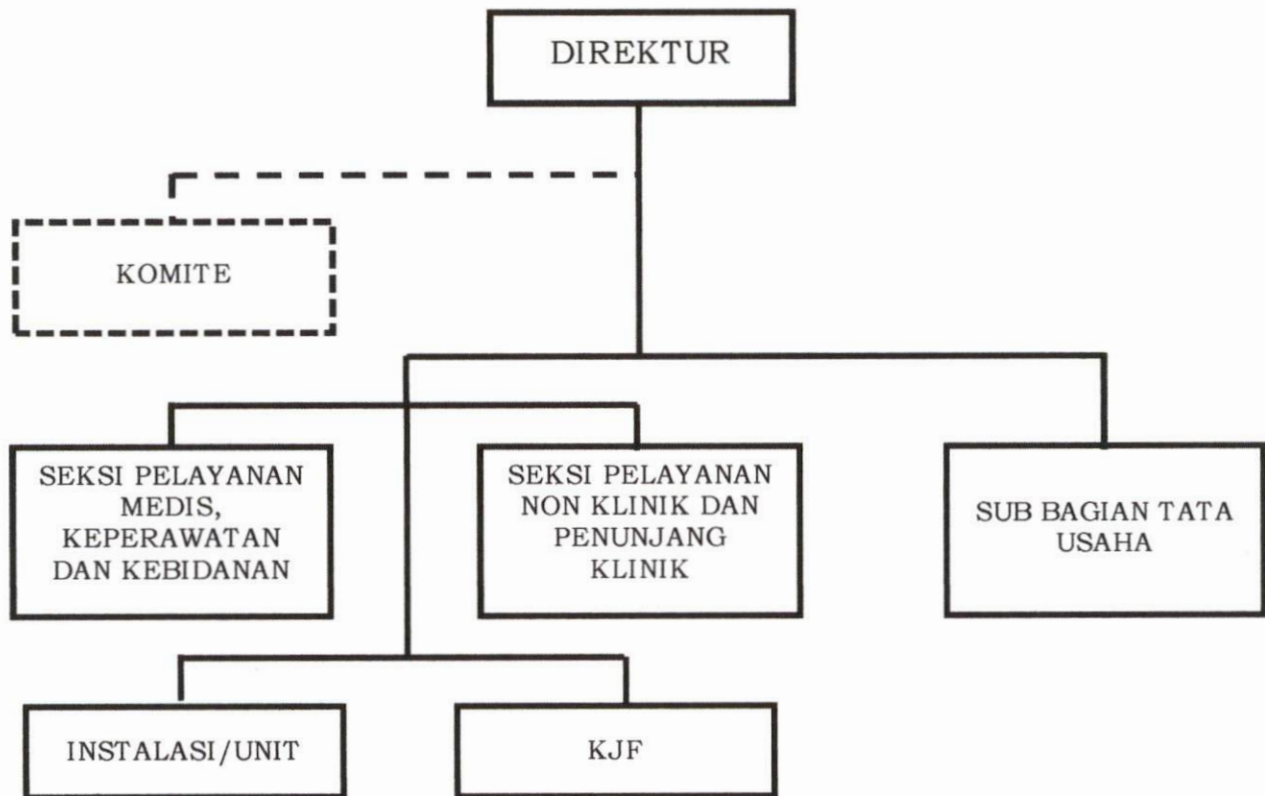 DIREKTUR
KOMITE
SEKSI PELAYANAN
MEDIS,
KEPERAWATAN
DAN KEBIDANAN
SEKSI PELAYANAN
NON KLINIK DAN
PENUNJANG
KLINIK
SUB BAGIAN TATA
USAHA
INSTALASI/UNIT
KJF